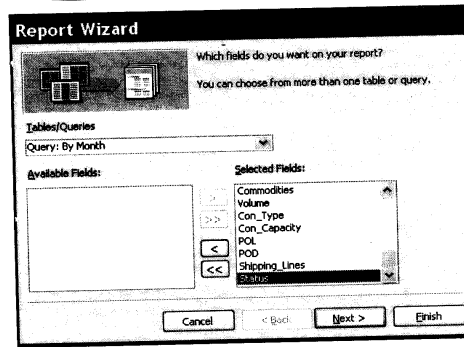 Report Wizard
Which fields do you want on your report?
You can choose from more than one table or query.
Tables/Queries
Query: By Month
Available Fields:
Selected Fields:
>
>>
<
<<
Commodities
Volume
Con_Type
Con_Capacity
POL
POD
Shipping_Lines
Status
Cancel
< Back
Next >
Finish